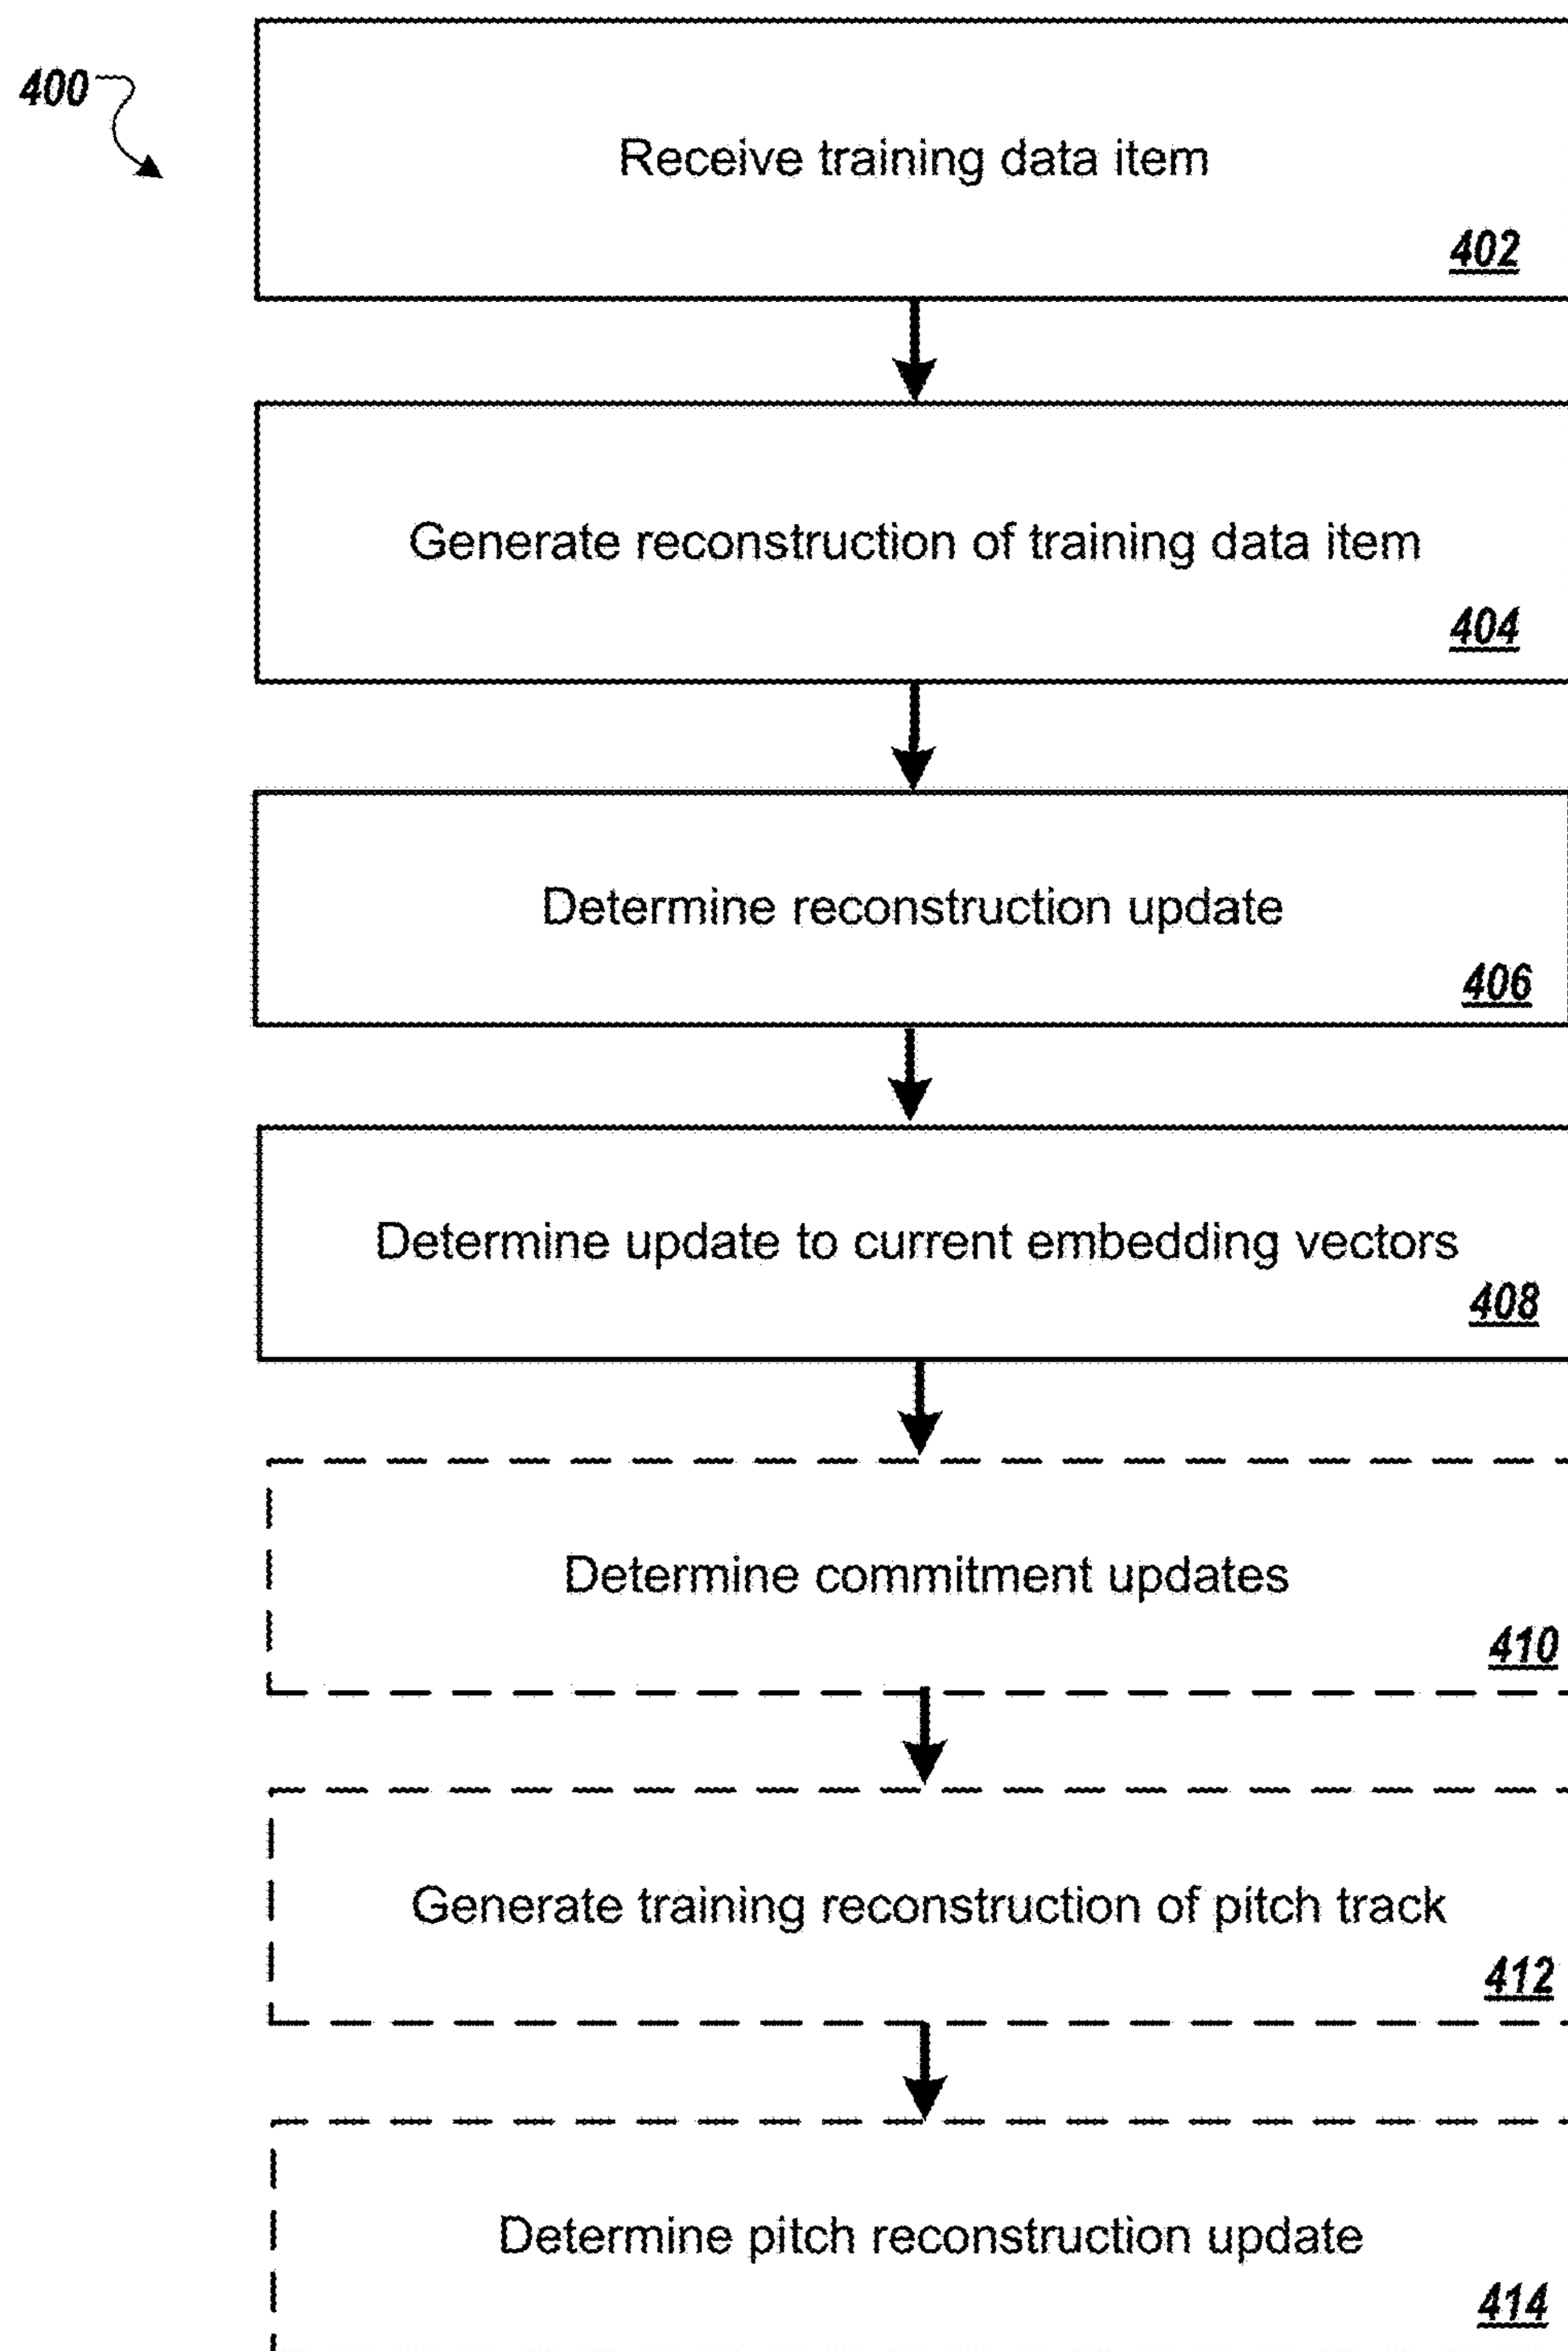 400
Receive training data item
402
Generate reconstruction of training data item
404
Determine reconstruction update
406
Determine update to current embedding vectors
408
Determine commitment updates
410
Generate training reconstruction of pitch track
412
Determine pitch reconstruction update
414